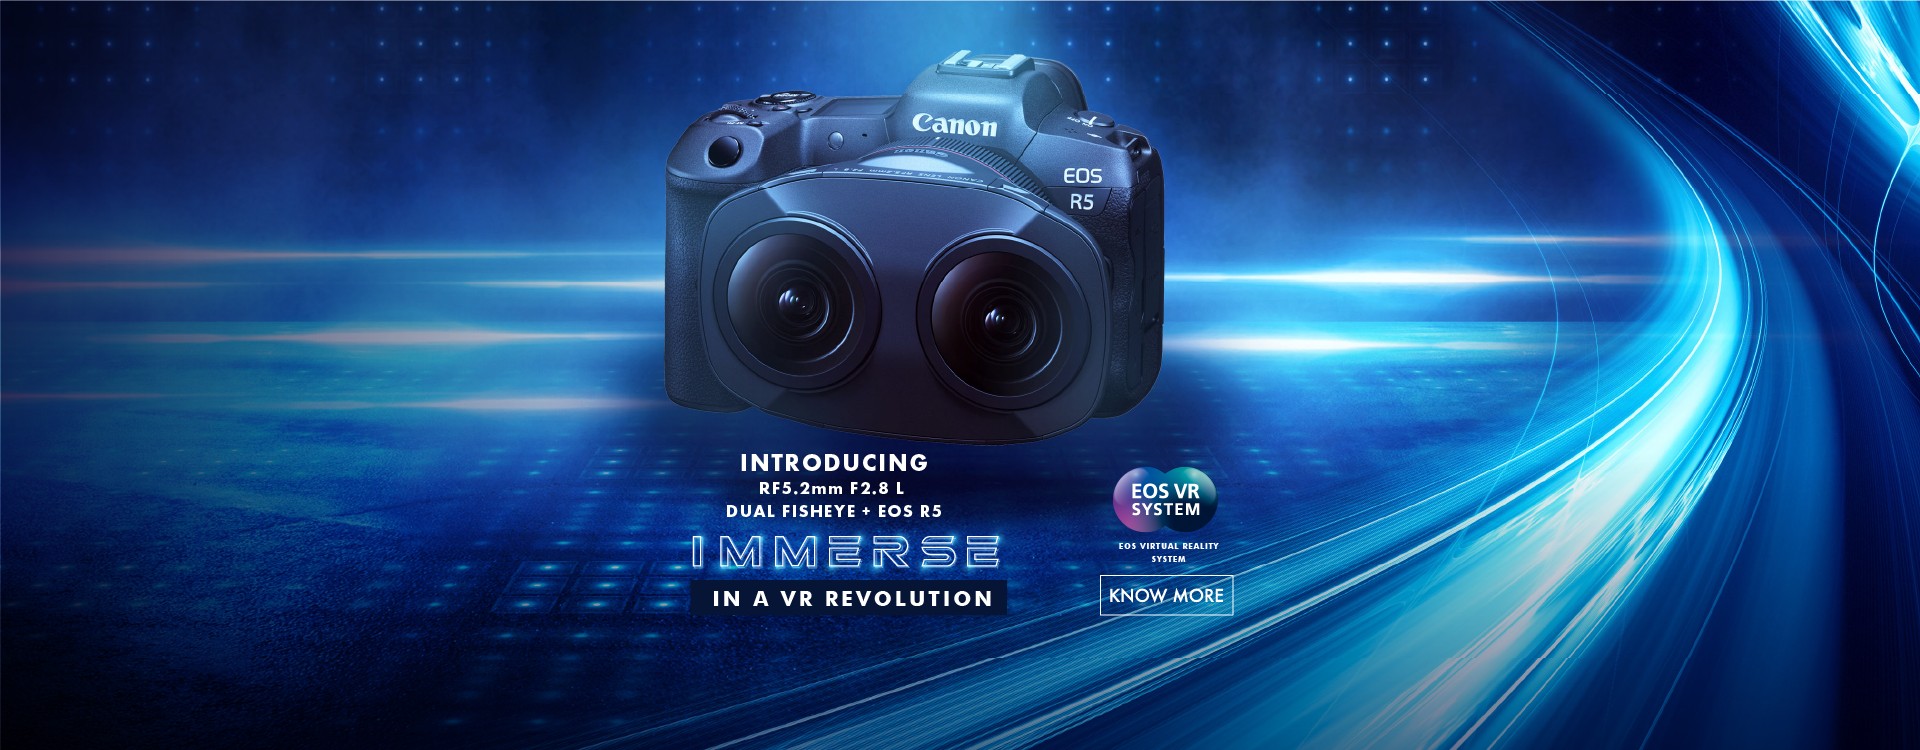 Canon
EOS
R5
INTRODUCING
RF5.2mm F2.8 L
DUAL FISHEYE + EOS R5
IMMERSE
IN A VR REVOLUTION
EOS VR
SYSTEM
EOS VIRTUAL REALITY
SYSTEM
KNOW MORE